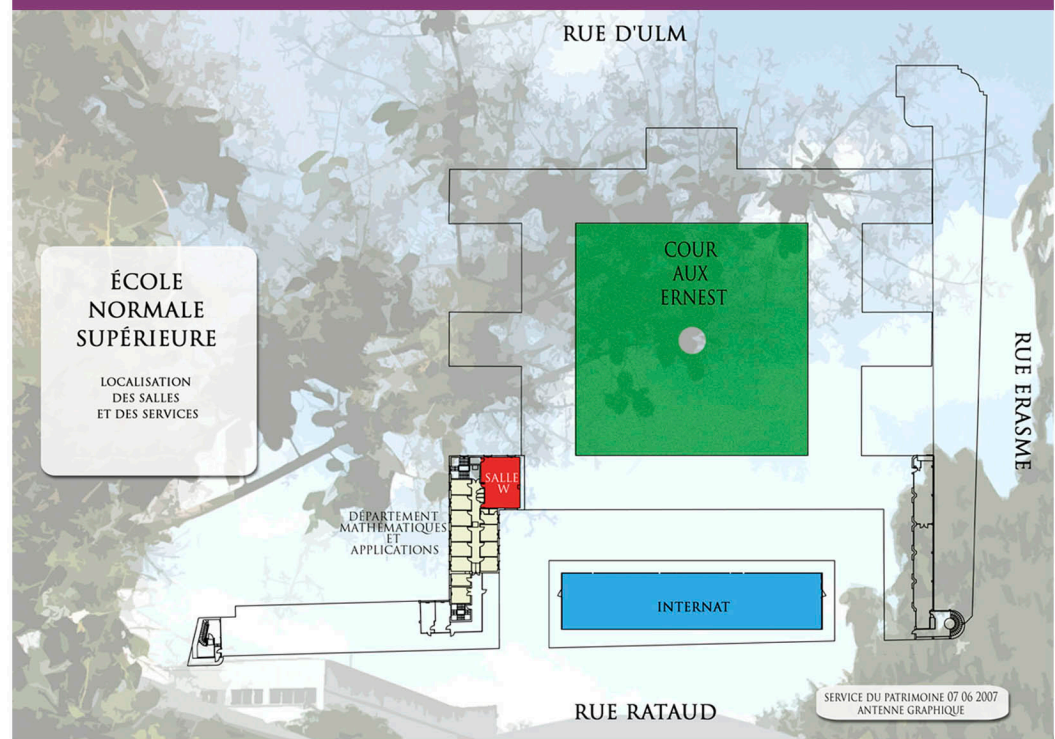 RUE D'ULM
ÉCOLE
NORMALE
SUPÉRIEURE
LOCALISATION
DES SALLES
ET DES SERVICES
COUR
AUX
ERNEST
RUE ERASME
SALLE
W
DÉPARTEMENT
MATHÉMATIQUES
ET
APPLICATIONS
INTERNAT
RUE RATAUD
SERVICE DU PATRIMOINE 07 06 2007
ANTENNE GRAPHIQUE